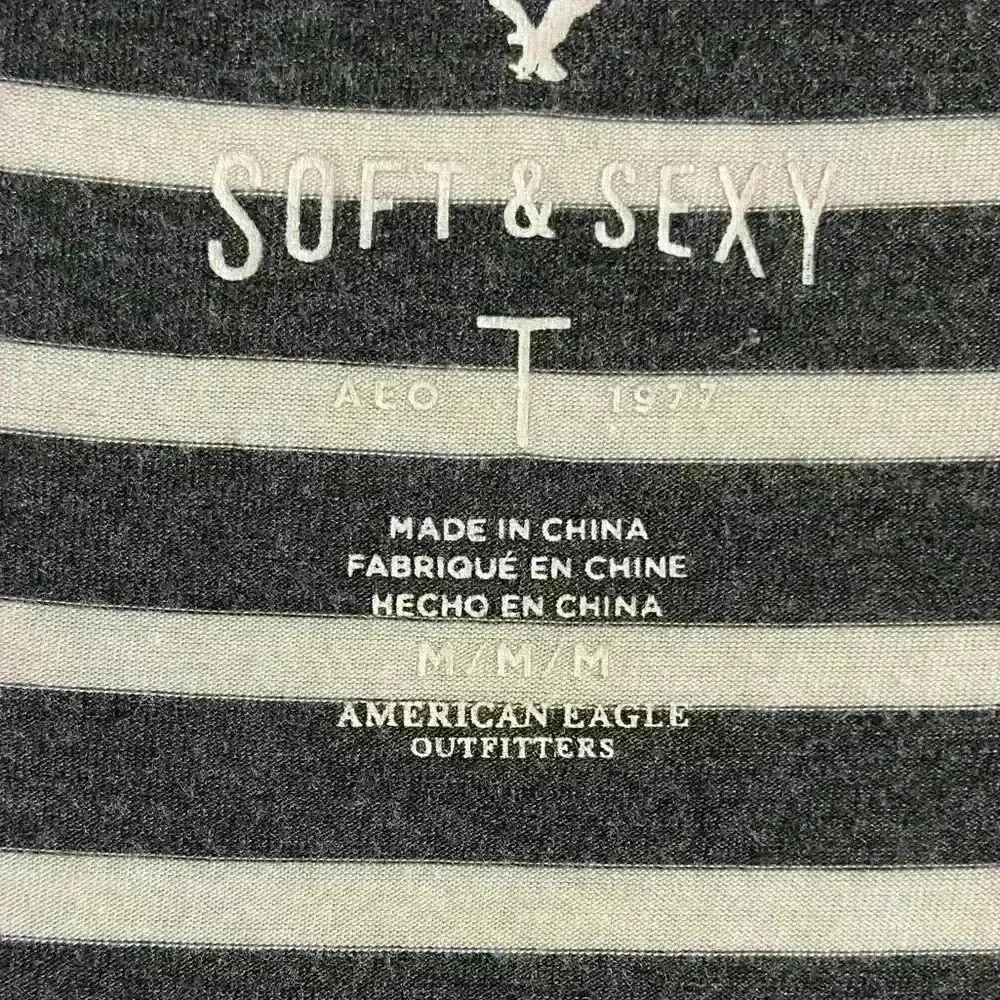 SOFT & SEXY
T
AEO 1977
MADE IN CHINA
FABRIQUÉ EN CHINE
HECHO EN CHINA
M/M/M
AMERICAN EAGLE
OUTFITTERS